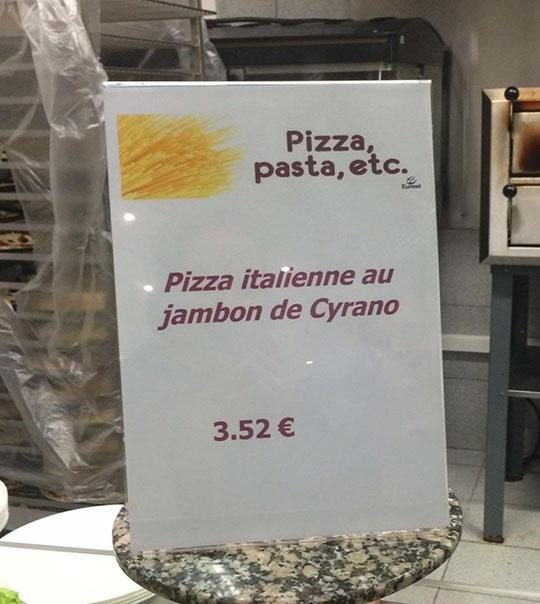 Pizza,
pasta, etc.
Eurest
Pizza italienne au
jambon de Cyrano
3.52 €